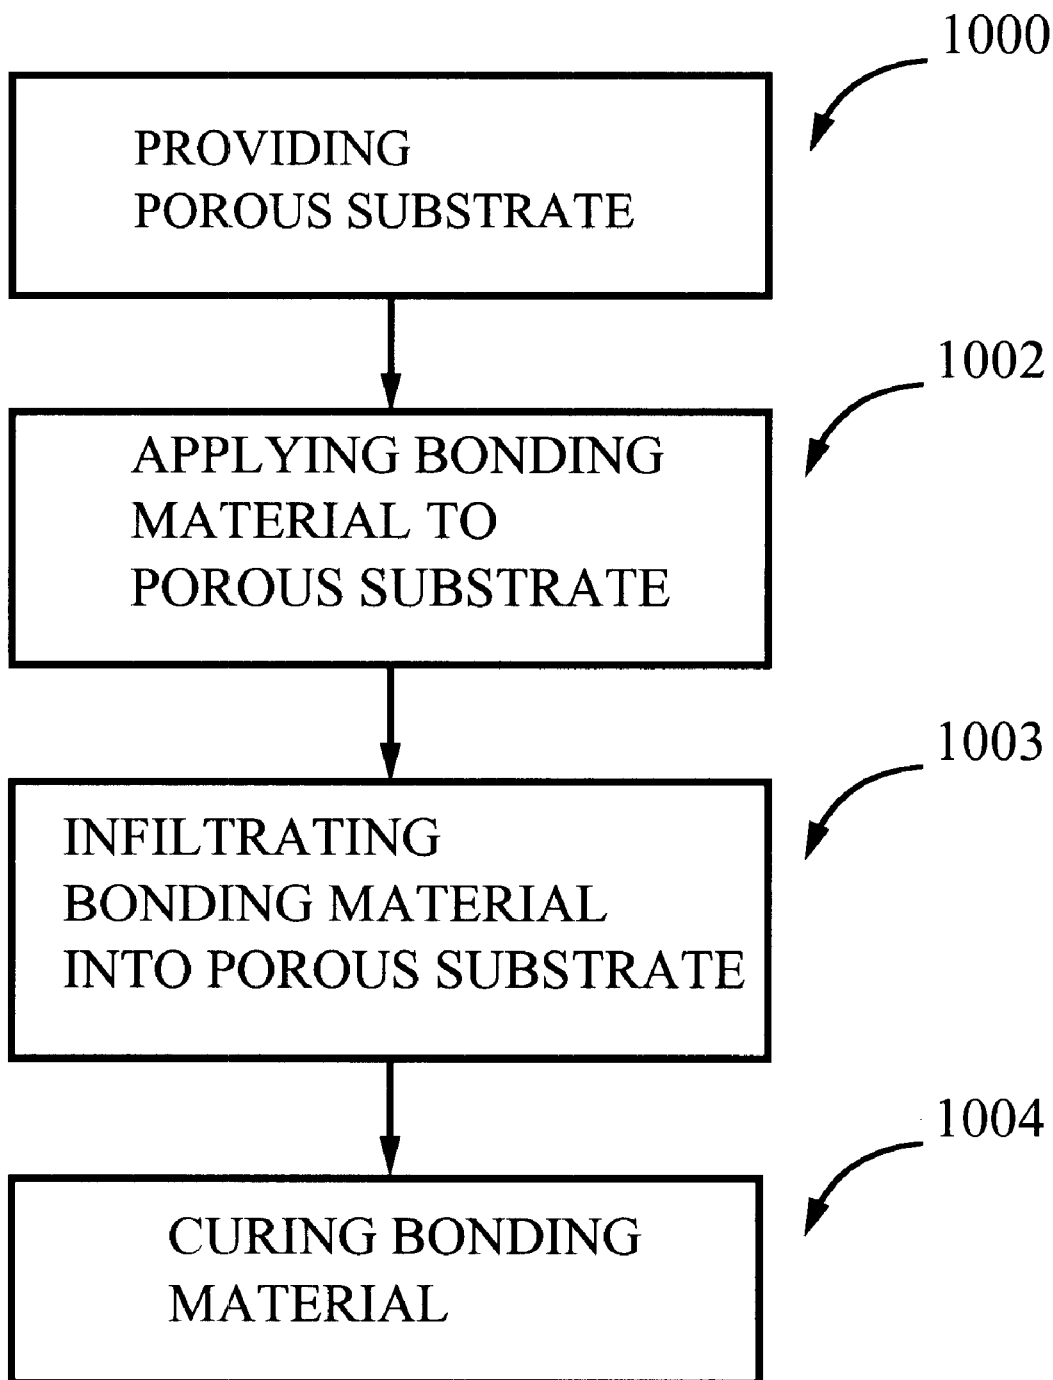 1000
PROVIDING
POROUS SUBSTRATE
1002
APPLYING BONDING
MATERIAL TO
POROUS SUBSTRATE
1003
INFILTRATING
BONDING MATERIAL
INTO POROUS SUBSTRATE
1004
CURING BONDING
MATERIAL